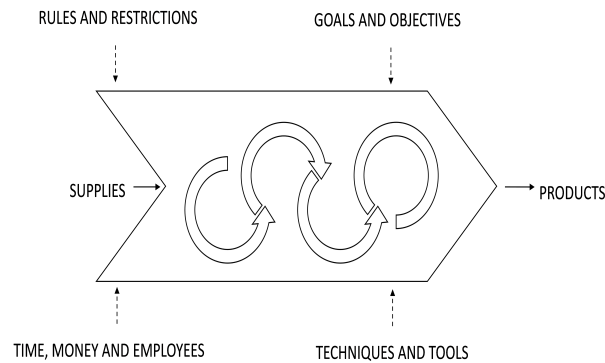 RULES AND RESTRICTIONS
GOALS AND OBJECTIVES
SUPPLIES
PRODUCTS
TIME, MONEY AND EMPLOYEES
TECHNIQUES AND TOOLS